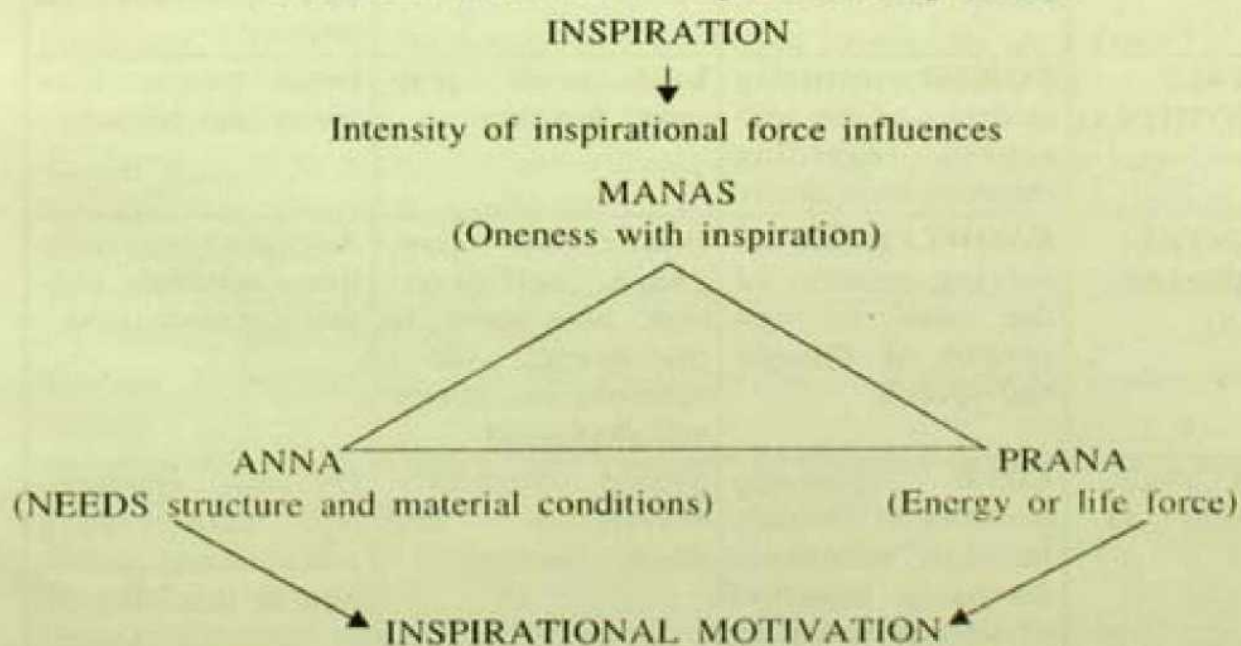 INSPIRATION
Intensity of inspirational force influences
MANAS
(Oneness with inspiration)
ANNA
PRANA
(NEEDS structure and material conditions)
(Energy or life force)
INSPIRATIONAL MOTIVATION